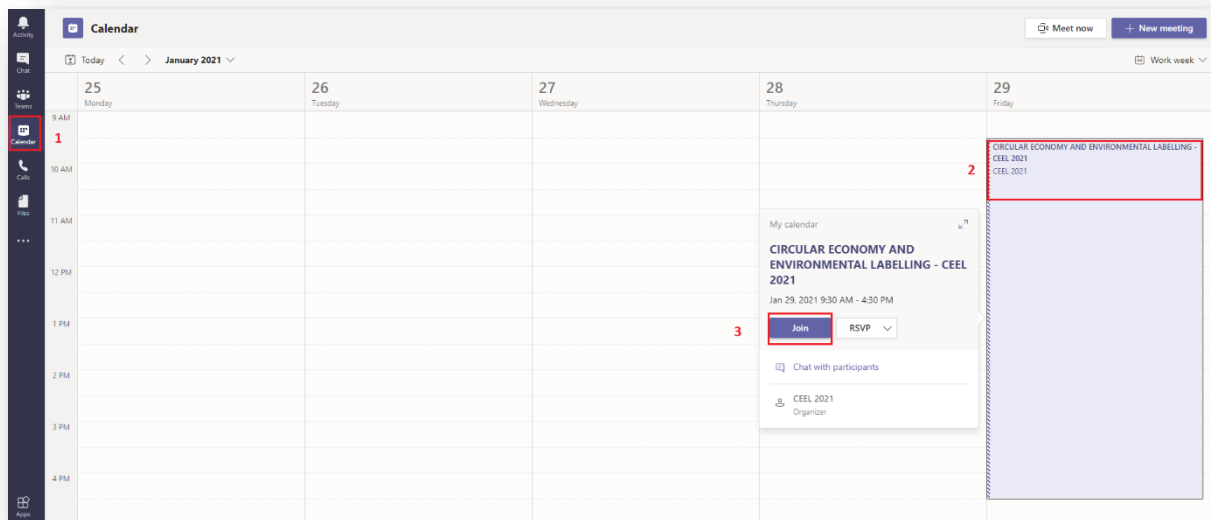 Activity
Chat
Teams
Calendar
Calls
Files
...
Apps
Calendar
Meet now
+ New meeting
Today < > January 2021
Work week
25
Monday
26
Tuesday
27
Wednesday
28
Thursday
29
Friday
9 AM
10 AM
11 AM
12 PM
1 PM
2 PM
3 PM
4 PM
1
2
CIRCULAR ECONOMY AND ENVIRONMENTAL LABELLING -
CEEL 2021
CEEL 2021
My calendar
CIRCULAR ECONOMY AND
ENVIRONMENTAL LABELLING - CEEL
2021
Jan 29, 2021 9:30 AM - 4:30 PM
3
Join
RSVP
Chat with participants
CEEL 2021
Organizer